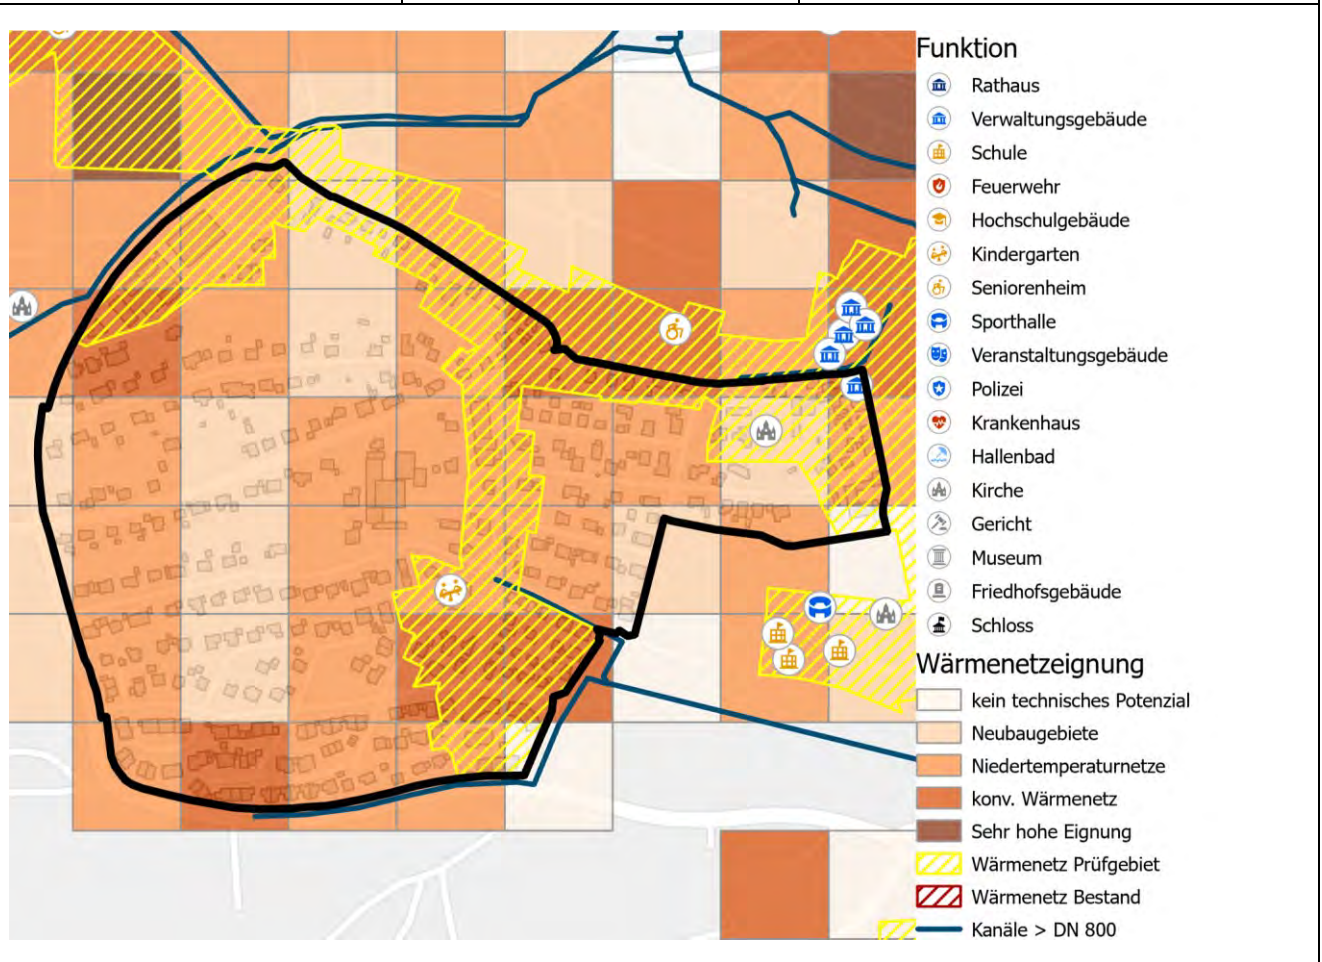 Funktion
Rathaus
Verwaltungsgebäude
Schule
Feuerwehr
Hochschulgebäude
Kindergarten
Seniorenheim
Sporthalle
Veranstaltungsgebäude
Polizei
Krankenhaus
Hallenbad
Kirche
Gericht
Museum
Friedhofsgebäude
Schloss
Wärmenetzeignung
kein technisches Potenzial
Neubaugebiete
Niedertemperaturnetze
konv. Wärmenetz
Sehr hohe Eignung
Wärmenetz Prüfgebiet
Wärmenetz Bestand
Kanäle > DN 800